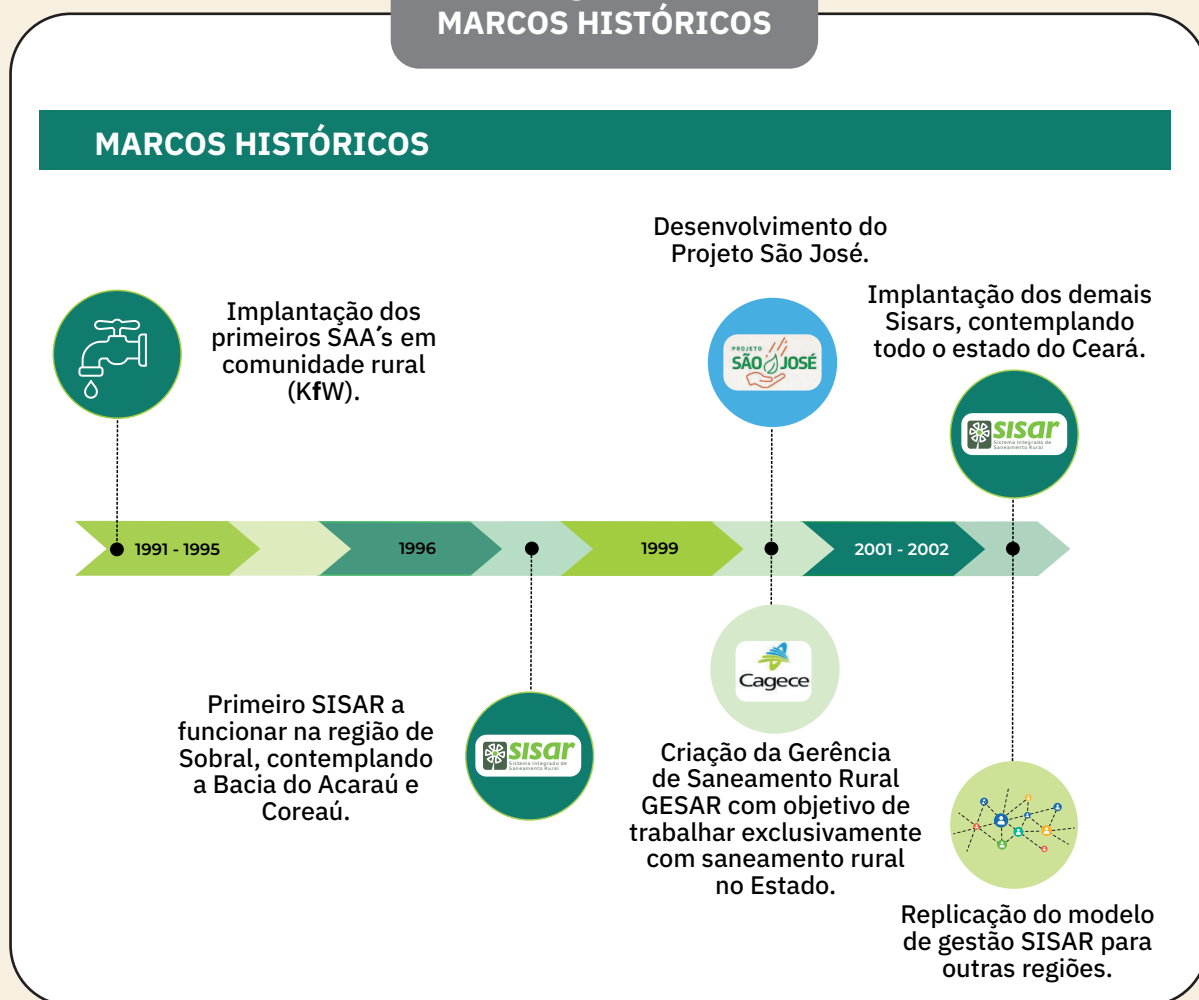 MARCOS HISTÓRICOS
MARCOS HISTÓRICOS
Desenvolvimento do
Projeto São José.
Implantação dos
primeiros SAA´s em
comunidade rural
(KfW).
PROJETO
SÃO JOSÉ
Implantação dos demais
Sisars, contemplando
todo o estado do Ceará.
sisar
Sistema Integrado de
Saneamento Rural
1991 - 1995
1996
1999
2001 - 2002
Primeiro SISAR a
funcionar na região de
Sobral, contemplando
a Bacia do Acaraú e
Coreaú.
sisar
Sistema Integrado de
Saneamento Rural
Cagece
Criação da Gerência
de Saneamento Rural
GESAR com objetivo de
trabalhar exclusivamente
com saneamento rural
no Estado.
Replicação do modelo
de gestão SISAR para
outras regiões.